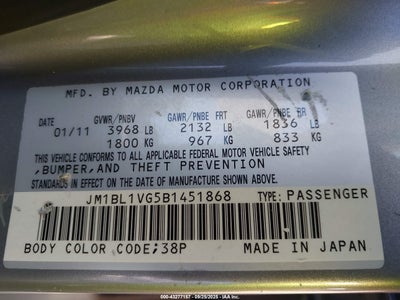 MFD. BY MAZDA MOTOR CORPORATION
DATE GVWR/PNBV GAWR/PNBE FRT GAWR/PNBE RR
01/11 3968 LB 2132 LB 1836 LB
1800 KG 967 KG 833 KG
THIS VEHICLE CONFORMS TO ALL APPLICABLE FEDERAL MOTOR VEHICLE SAFETY
,BUMPER,AND THEFT PREVENTION
STANDARDS IN EFFECT ON THE DATE OF MANUFACTURE SHOWN ABOVE.
JM1BL1VG5B1451868 TYPE: PASSENGER
BODY COLOR CODE;38P MADE IN JAPAN
000-43277167 - 09/25/2025 - IAA Inc.